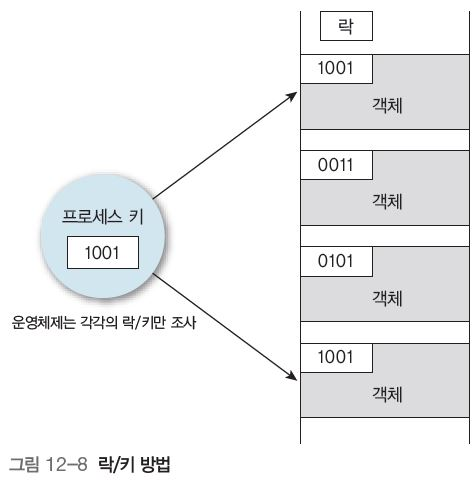 락
1001
객체
0011
객체
프로세스 키
1001
0101
객체
운영체제는 각각의 락/키만 조사
1001
객체
그림 12-8 락/키 방법